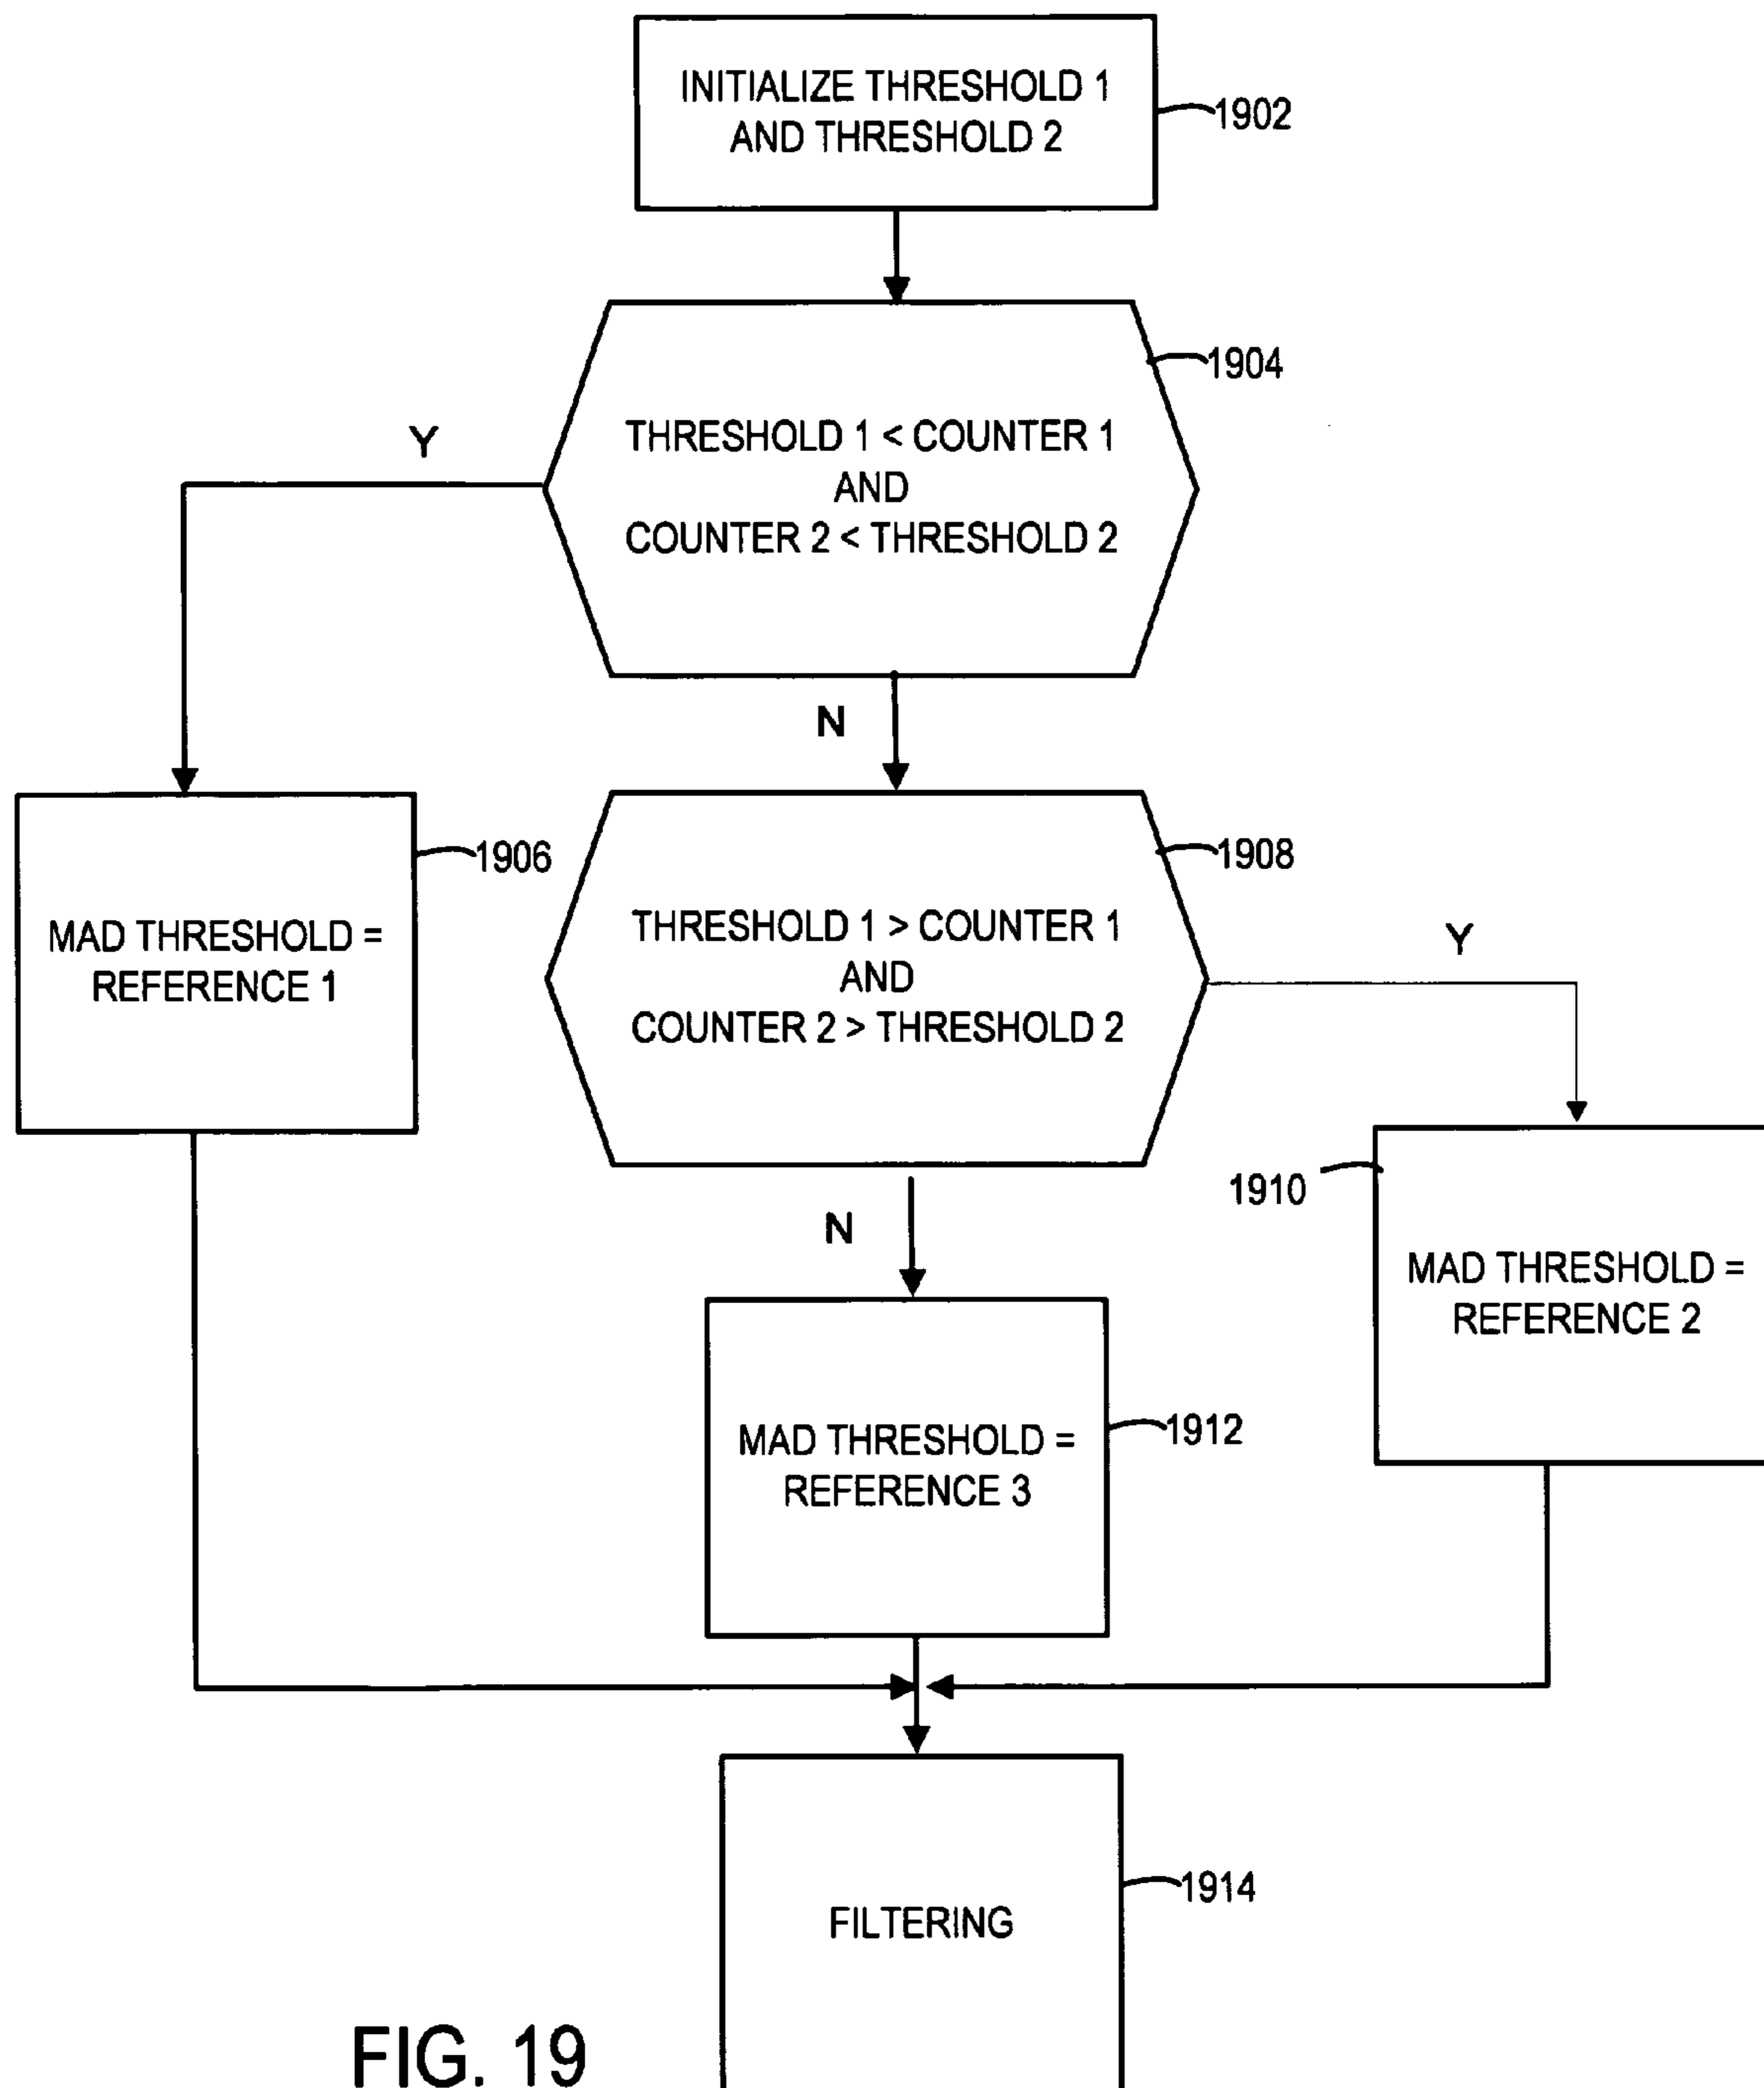 INITIALIZE THRESHOLD 1
AND THRESHOLD 2
1902
1904
THRESHOLD 1 < COUNTER 1
AND
COUNTER 2 < THRESHOLD 2
Y
N
1906
MAD THRESHOLD =
REFERENCE 1
1908
THRESHOLD 1 > COUNTER 1
AND
COUNTER 2 > THRESHOLD 2
Y
N
1910
MAD THRESHOLD =
REFERENCE 2
1912
MAD THRESHOLD =
REFERENCE 3
1914
FILTERING
FIG. 19